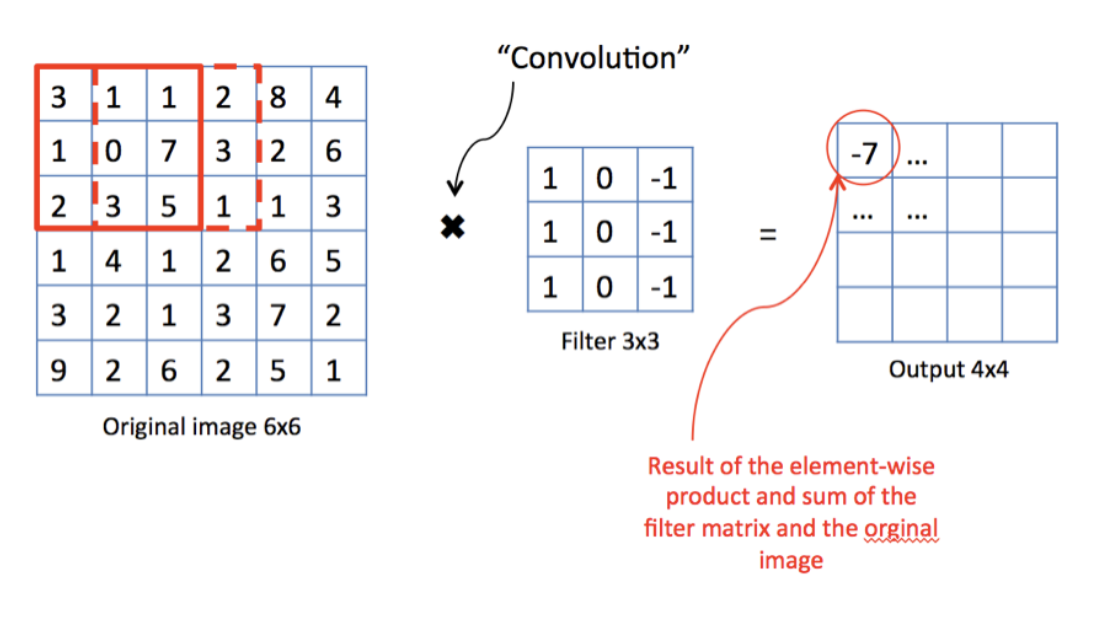 “Convolution”
3 1 1 2 8 4
1 0 7 3 2 6
2 3 5 1 1 3
1 4 1 2 6 5
3 2 1 3 7 2
9 2 6 2 5 1
Original image 6x6
✖
1 0 -1
1 0 -1
1 0 -1
Filter 3x3
=
-7 ...
... ...
Output 4x4
Result of the element-wise
product and sum of the
filter matrix and the orginal
image